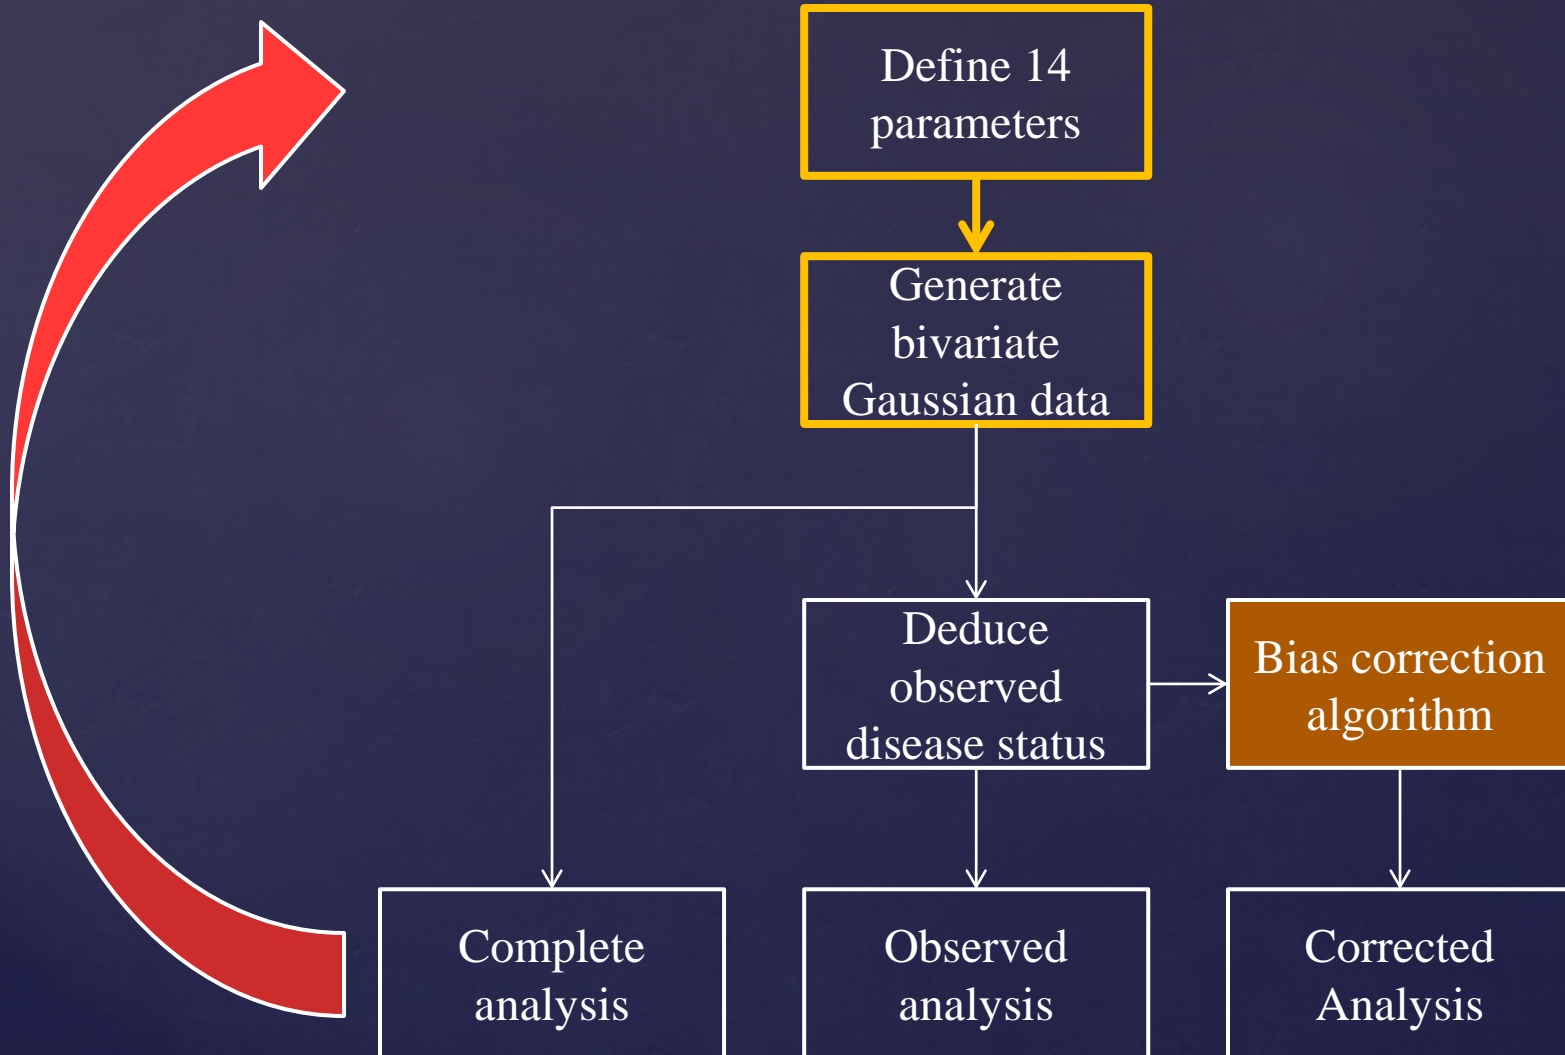 Define 14
parameters
Generate
bivariate
Gaussian data
Deduce
observed
disease status
Bias correction
algorithm
Complete
analysis
Observed
analysis
Corrected
Analysis